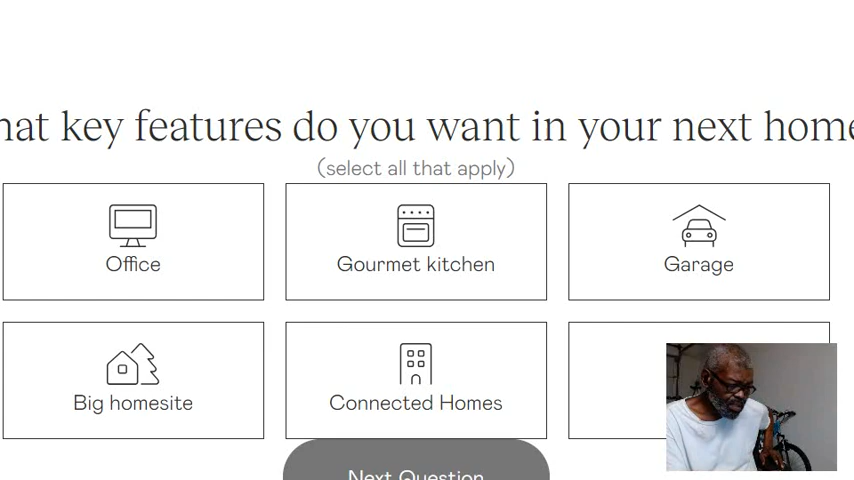 hat key features do you want in your next home
(select all that apply)
Office
Gourmet kitchen
Garage
Big homesite
Connected Homes
Next Question